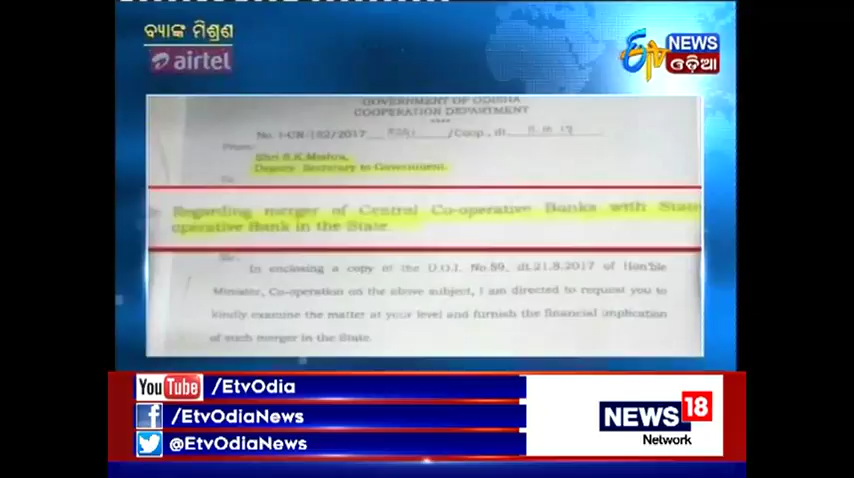 ବ୍ୟାଙ୍କ ମିଶ୍ରଣ
airtel
ETV NEWS
ଓଡ଼ିଆ
GOVERNMENT OF ODISHA
COOPERATION DEPARTMENT
****
/Coop., dt.
From
Shri S.K.Mishra,
Deputy Secretary to Government.
To
Regarding merger of Central Co-operative Banks with State
operative Bank in the State.
Sir,
In enclosing a copy of the U.O.I. No.59, dt.21.8.2017 of Hon'ble
Minister, Co-operation on the above subject, I am directed to request you to
kindly examine the matter at your level and furnish the financial implication
of such merger in the State.
YouTube /EtvOdia
f /EtvOdiaNews
@EtvOdiaNews
NEWS 18
Network